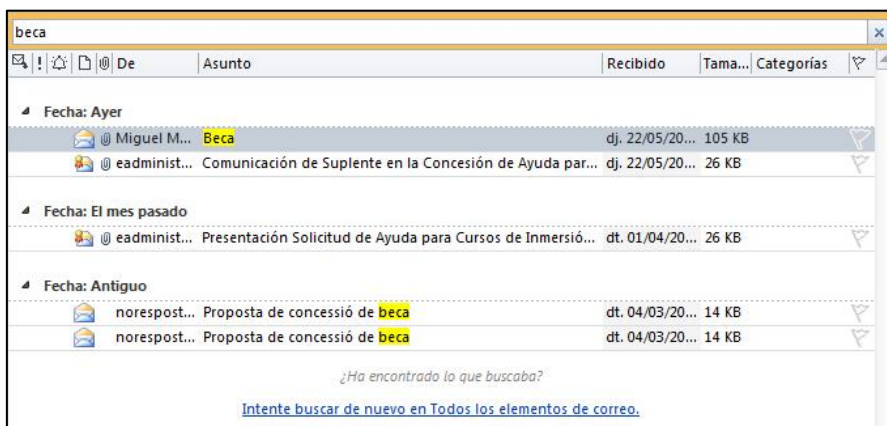 beca
! De Asunto Recibido Tama... Categorías
Fecha: Ayer
Miguel M... Beca dj. 22/05/20... 105 KB
eadminist... Comunicación de Suplente en la Concesión de Ayuda par... dj. 22/05/20... 26 KB
Fecha: El mes pasado
eadminist... Presentación Solicitud de Ayuda para Cursos de Inmersió... dt. 01/04/20... 26 KB
Fecha: Antiguo
norespost... Proposta de concessió de beca dt. 04/03/20... 14 KB
norespost... Proposta de concessió de beca dt. 04/03/20... 14 KB
¿Ha encontrado lo que buscaba?
Intente buscar de nuevo en Todos los elementos de correo.